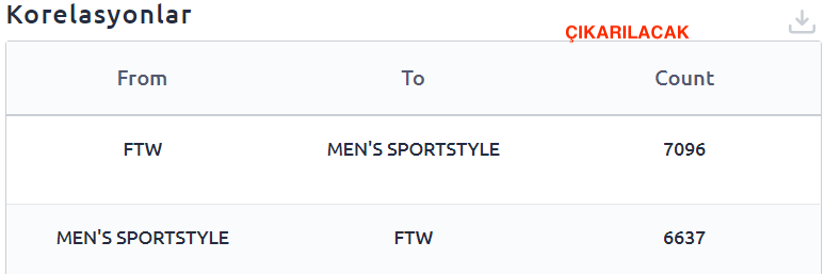 Korelasyonlar
ÇIKARILACAK
From To Count
FTW MEN'S SPORTSTYLE 7096
MEN'S SPORTSTYLE FTW 6637